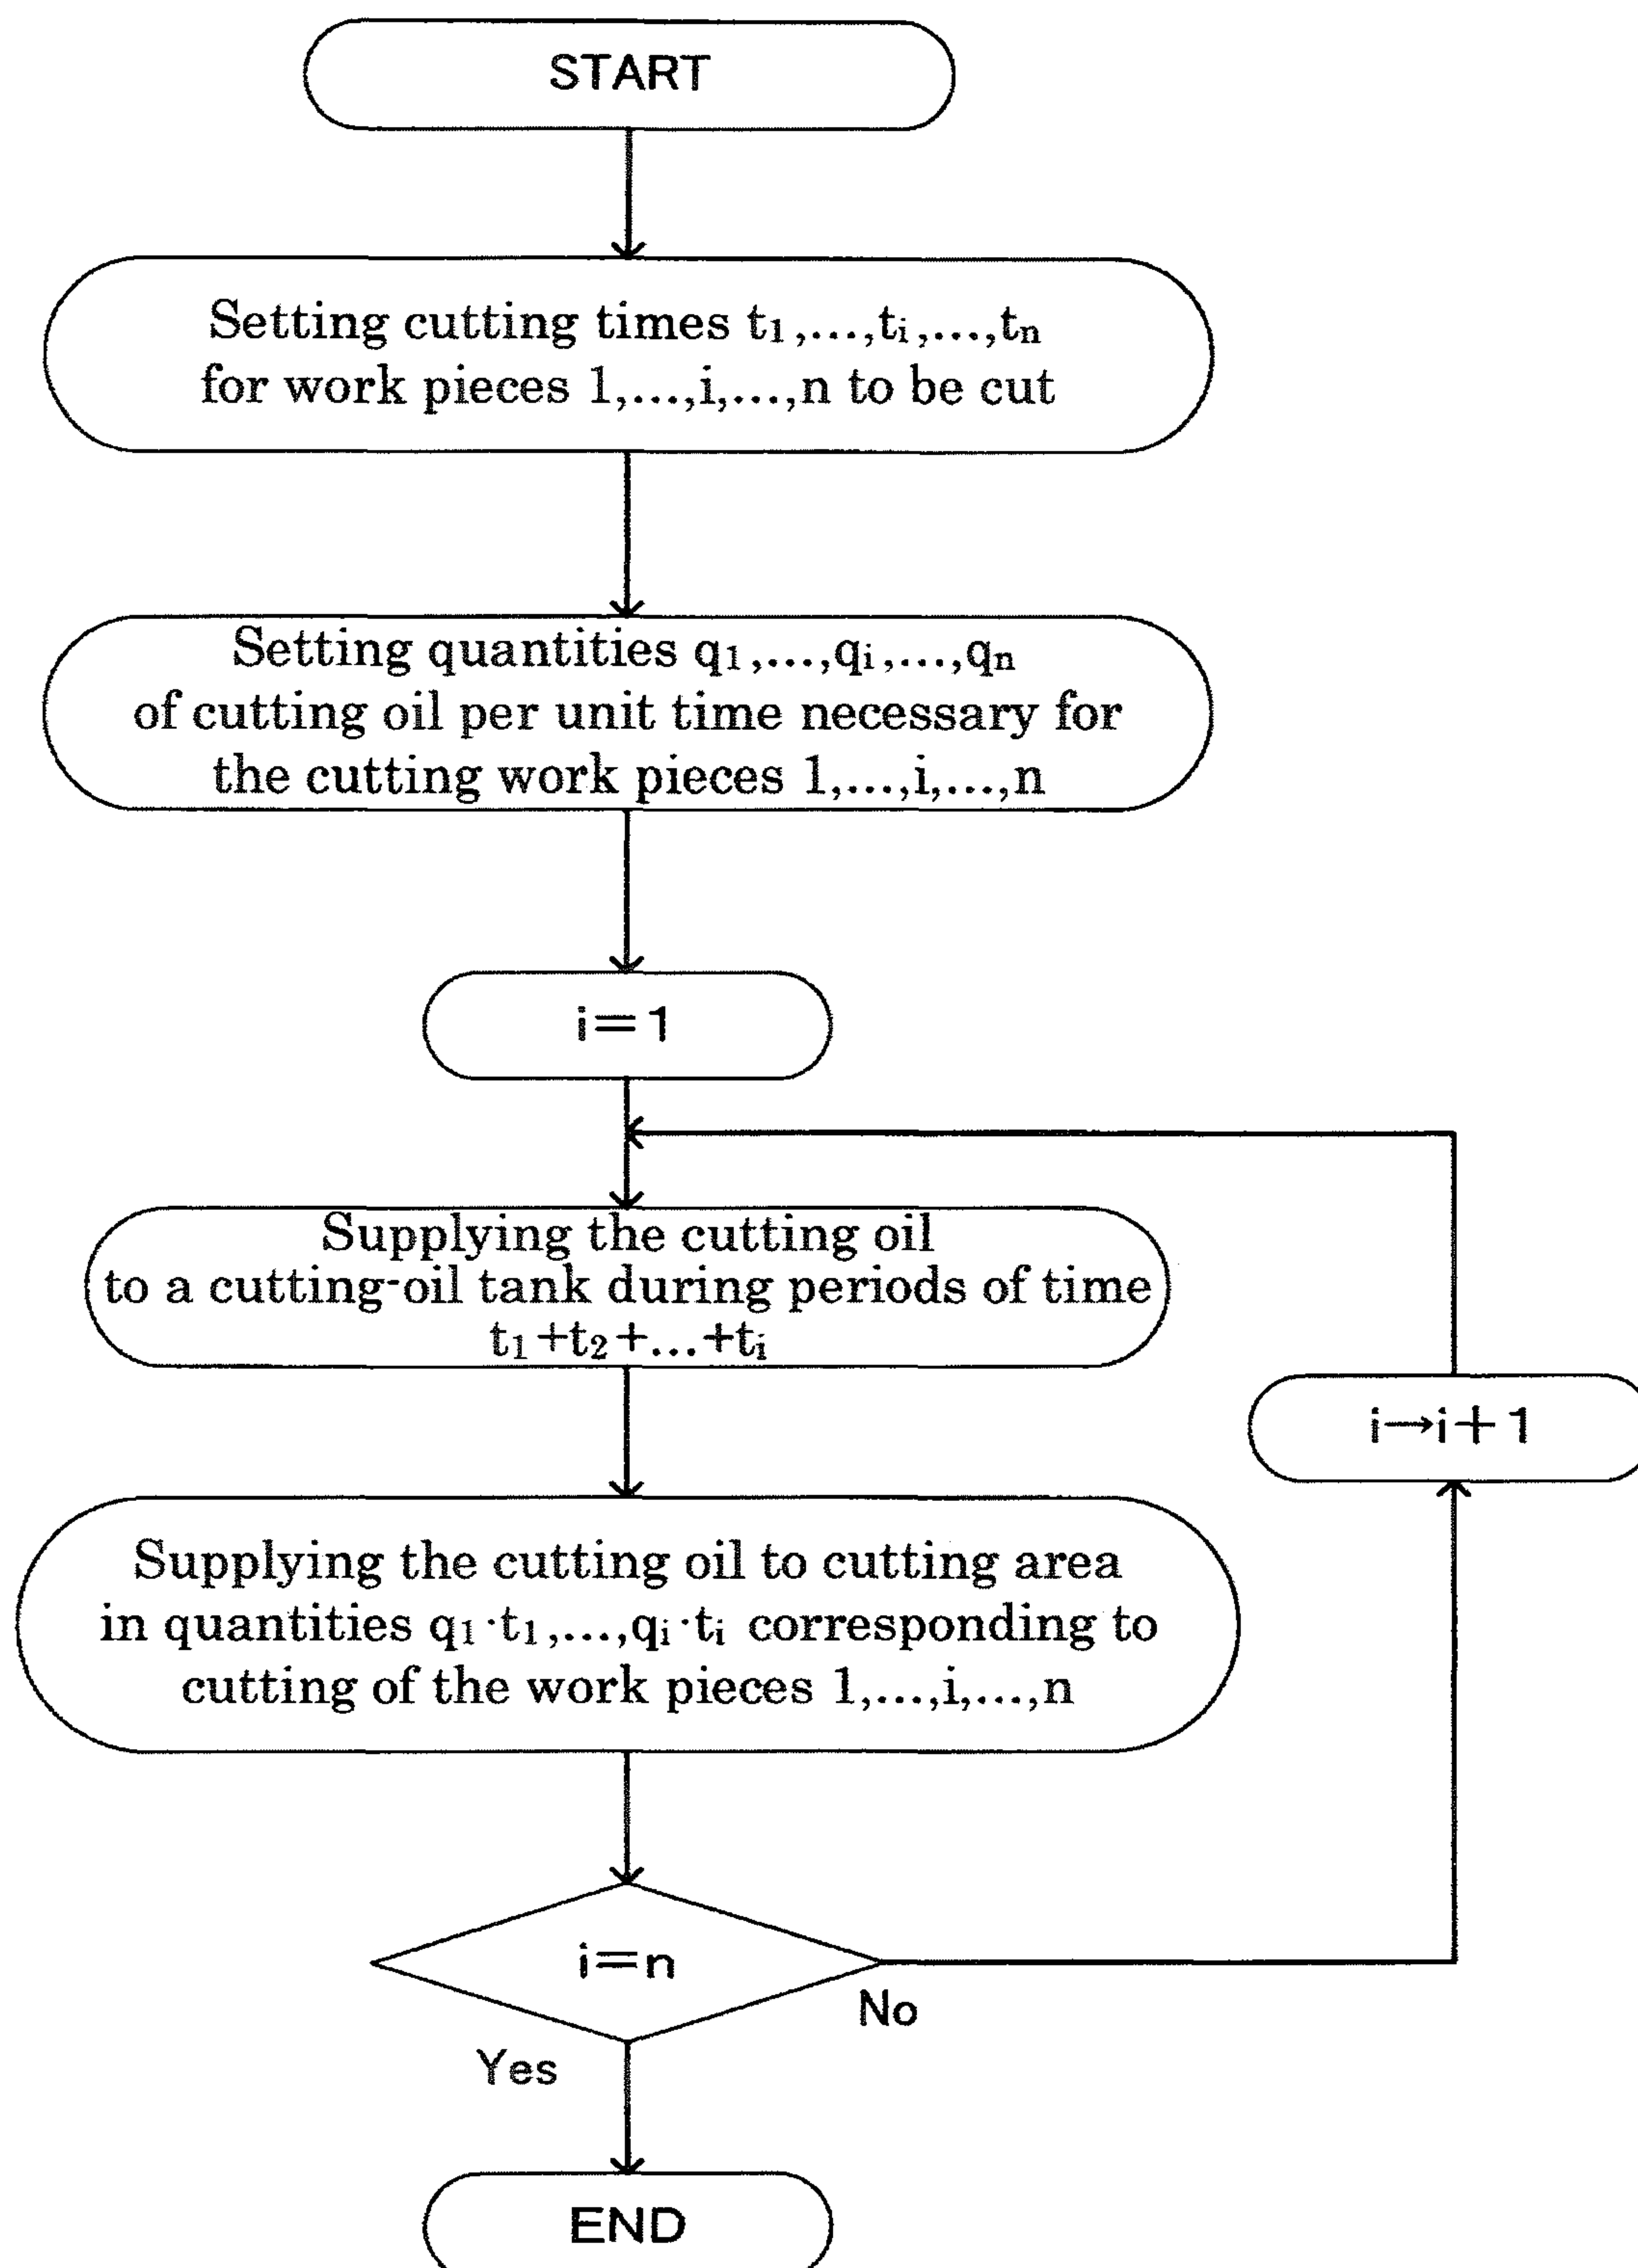 START
Setting cutting times t₁,...,tᵢ,...,tₙ
for work pieces 1,...,i,...,n to be cut
Setting quantities q₁,...,qᵢ,...,qₙ
of cutting oil per unit time necessary for
the cutting work pieces 1,...,i,...,n
i=1
Supplying the cutting oil
to a cutting-oil tank during periods of time
t₁+t₂+...+tᵢ
i→i+1
Supplying the cutting oil to cutting area
in quantities q₁·t₁,...,qᵢ·tᵢ corresponding to
cutting of the work pieces 1,...,i,...,n
i=n
No
Yes
END